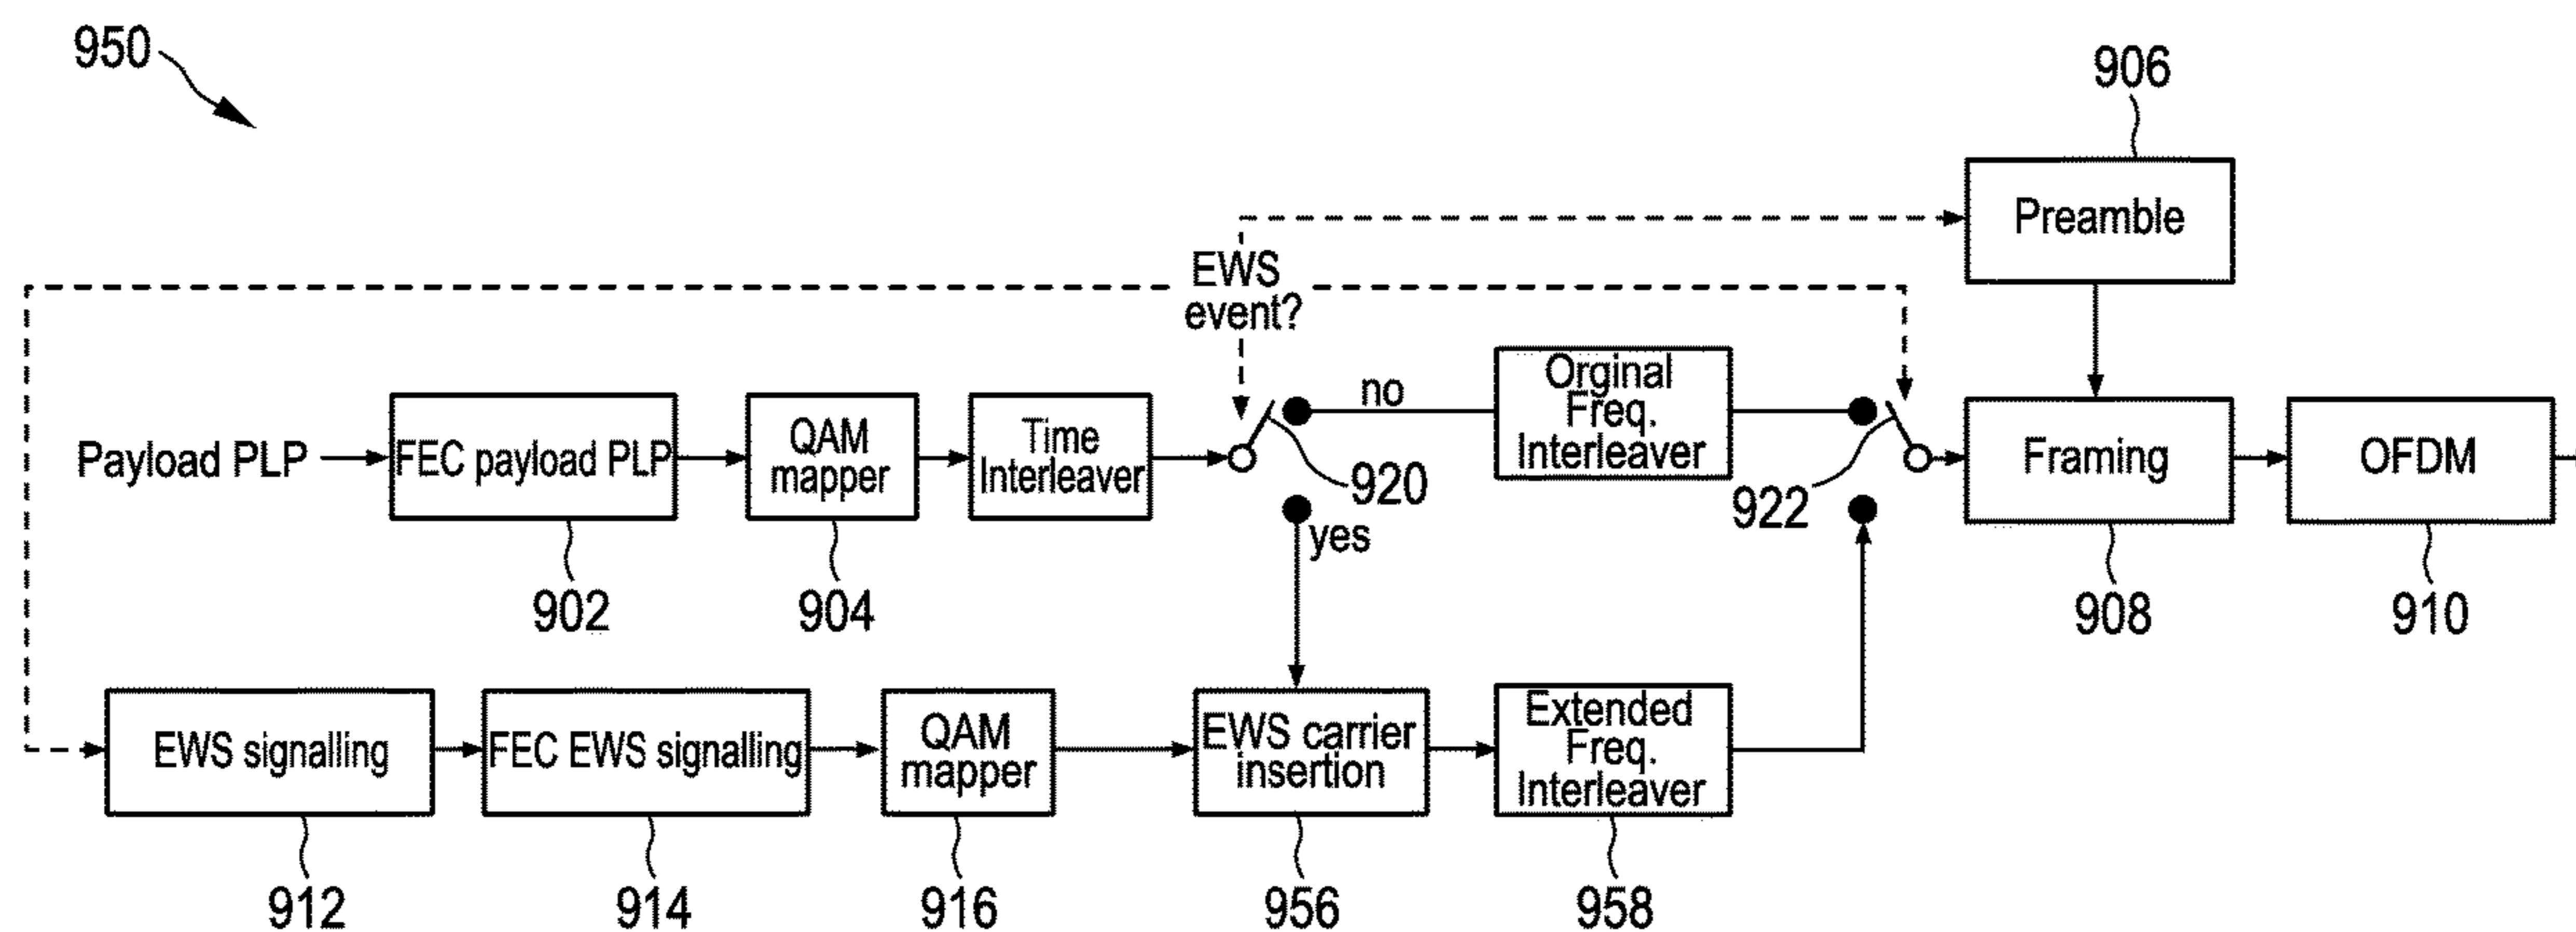 950
906
Preamble
EWS
event?
no
Orginal
Freq.
Interleaver
Payload PLP
FEC payload PLP
QAM
mapper
Time
Interleaver
920
922
Framing
OFDM
yes
902
904
908
910
EWS signalling
FEC EWS signalling
QAM
mapper
EWS carrier
insertion
Extended
Freq.
Interleaver
912
914
916
956
958